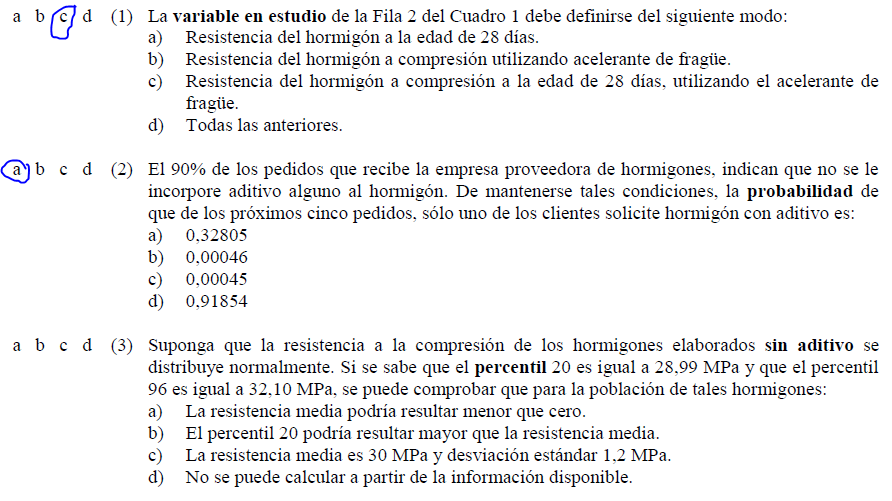 a b c d (1) La variable en estudio de la Fila 2 del Cuadro 1 debe definirse del siguiente modo:
a) Resistencia del hormigón a la edad de 28 días.
b) Resistencia del hormigón a compresión utilizando acelerante de fragüe.
c) Resistencia del hormigón a compresión a la edad de 28 días, utilizando el acelerante de
fragüe.
d) Todas las anteriores.
a b c d (2) El 90% de los pedidos que recibe la empresa proveedora de hormigones, indican que no se le
incorpore aditivo alguno al hormigón. De mantenerse tales condiciones, la probabilidad de
que de los próximos cinco pedidos, sólo uno de los clientes solicite hormigón con aditivo es:
a) 0,32805
b) 0,00046
c) 0,00045
d) 0,91854
a b c d (3) Suponga que la resistencia a la compresión de los hormigones elaborados sin aditivo se
distribuye normalmente. Si se sabe que el percentil 20 es igual a 28,99 MPa y que el percentil
96 es igual a 32,10 MPa, se puede comprobar que para la población de tales hormigones:
a) La resistencia media podría resultar menor que cero.
b) El percentil 20 podría resultar mayor que la resistencia media.
c) La resistencia media es 30 MPa y desviación estándar 1,2 MPa.
d) No se puede calcular a partir de la información disponible.